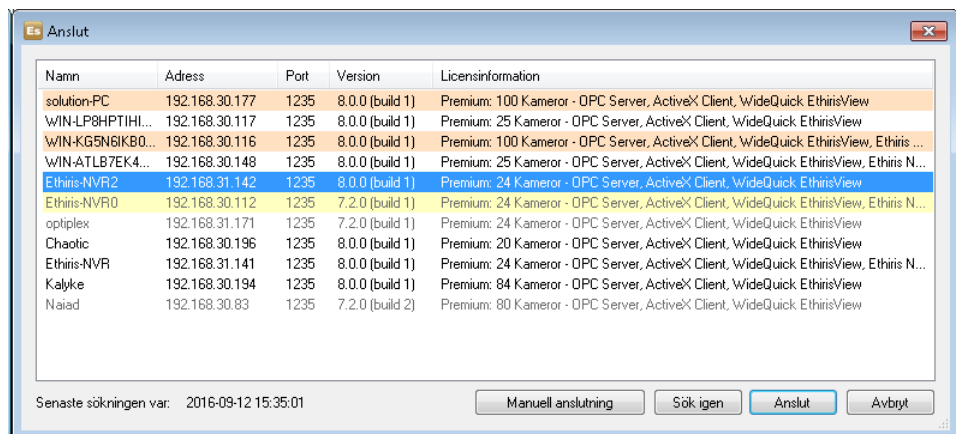 Es Anslut
Namn Adress Port Version Licensinformation
solution-PC 192.168.30.177 1235 8.0.0 (build 1) Premium: 100 Kameror - OPC Server, ActiveX Client, WideQuick EthirisView
WIN-LP8HPTIHI... 192.168.30.117 1235 8.0.0 (build 1) Premium: 25 Kameror - OPC Server, ActiveX Client, WideQuick EthirisView
WIN-KG5N6IKB0... 192.168.30.116 1235 8.0.0 (build 1) Premium: 100 Kameror - OPC Server, ActiveX Client, WideQuick EthirisView, Ethiris ...
WIN-ATLB7EK4... 192.168.30.148 1235 8.0.0 (build 1) Premium: 25 Kameror - OPC Server, ActiveX Client, WideQuick EthirisView, Ethiris N...
Ethiris-NVR2 192.168.31.142 1235 8.0.0 (build 1) Premium: 24 Kameror - OPC Server, ActiveX Client, WideQuick EthirisView
Ethiris-NVR0 192.168.30.112 1235 7.2.0 (build 1) Premium: 24 Kameror - OPC Server, ActiveX Client, WideQuick EthirisView, Ethiris N...
optiplex 192.168.31.171 1235 7.2.0 (build 1) Premium: 24 Kameror - OPC Server, ActiveX Client, WideQuick EthirisView
Chaotic 192.168.30.196 1235 8.0.0 (build 1) Premium: 20 Kameror - OPC Server, ActiveX Client, WideQuick EthirisView
Ethiris-NVR 192.168.31.141 1235 8.0.0 (build 1) Premium: 24 Kameror - OPC Server, ActiveX Client, WideQuick EthirisView, Ethiris N...
Kalyke 192.168.30.194 1235 8.0.0 (build 1) Premium: 84 Kameror - OPC Server, ActiveX Client, WideQuick EthirisView
Naiad 192.168.30.83 1235 7.2.0 (build 2) Premium: 80 Kameror - OPC Server, ActiveX Client, WideQuick EthirisView
Senaste sökningen var: 2016-09-12 15:35:01 Manuell anslutning Sök igen Anslut Avbryt